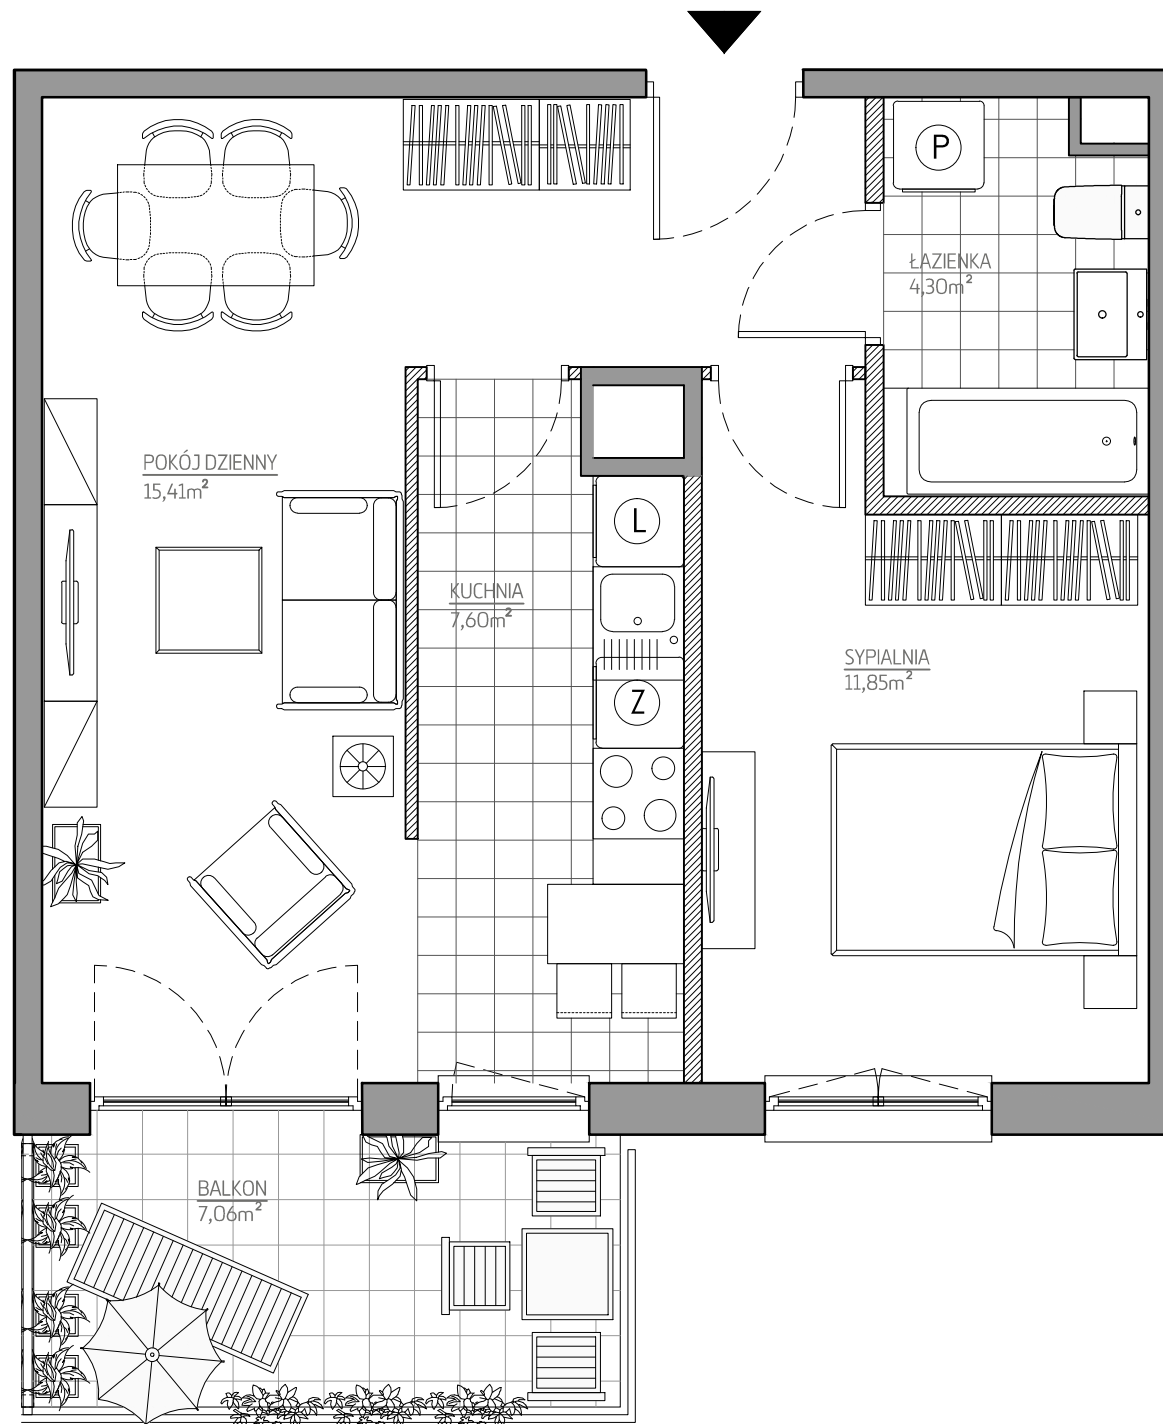 P
ŁAZIENKA
4,30m²
POKÓJ DZIENNY
15,41m²
L
KUCHNIA
7,60m²
SYPIALNIA
11,85m²
Z
BALKON
7,06m²